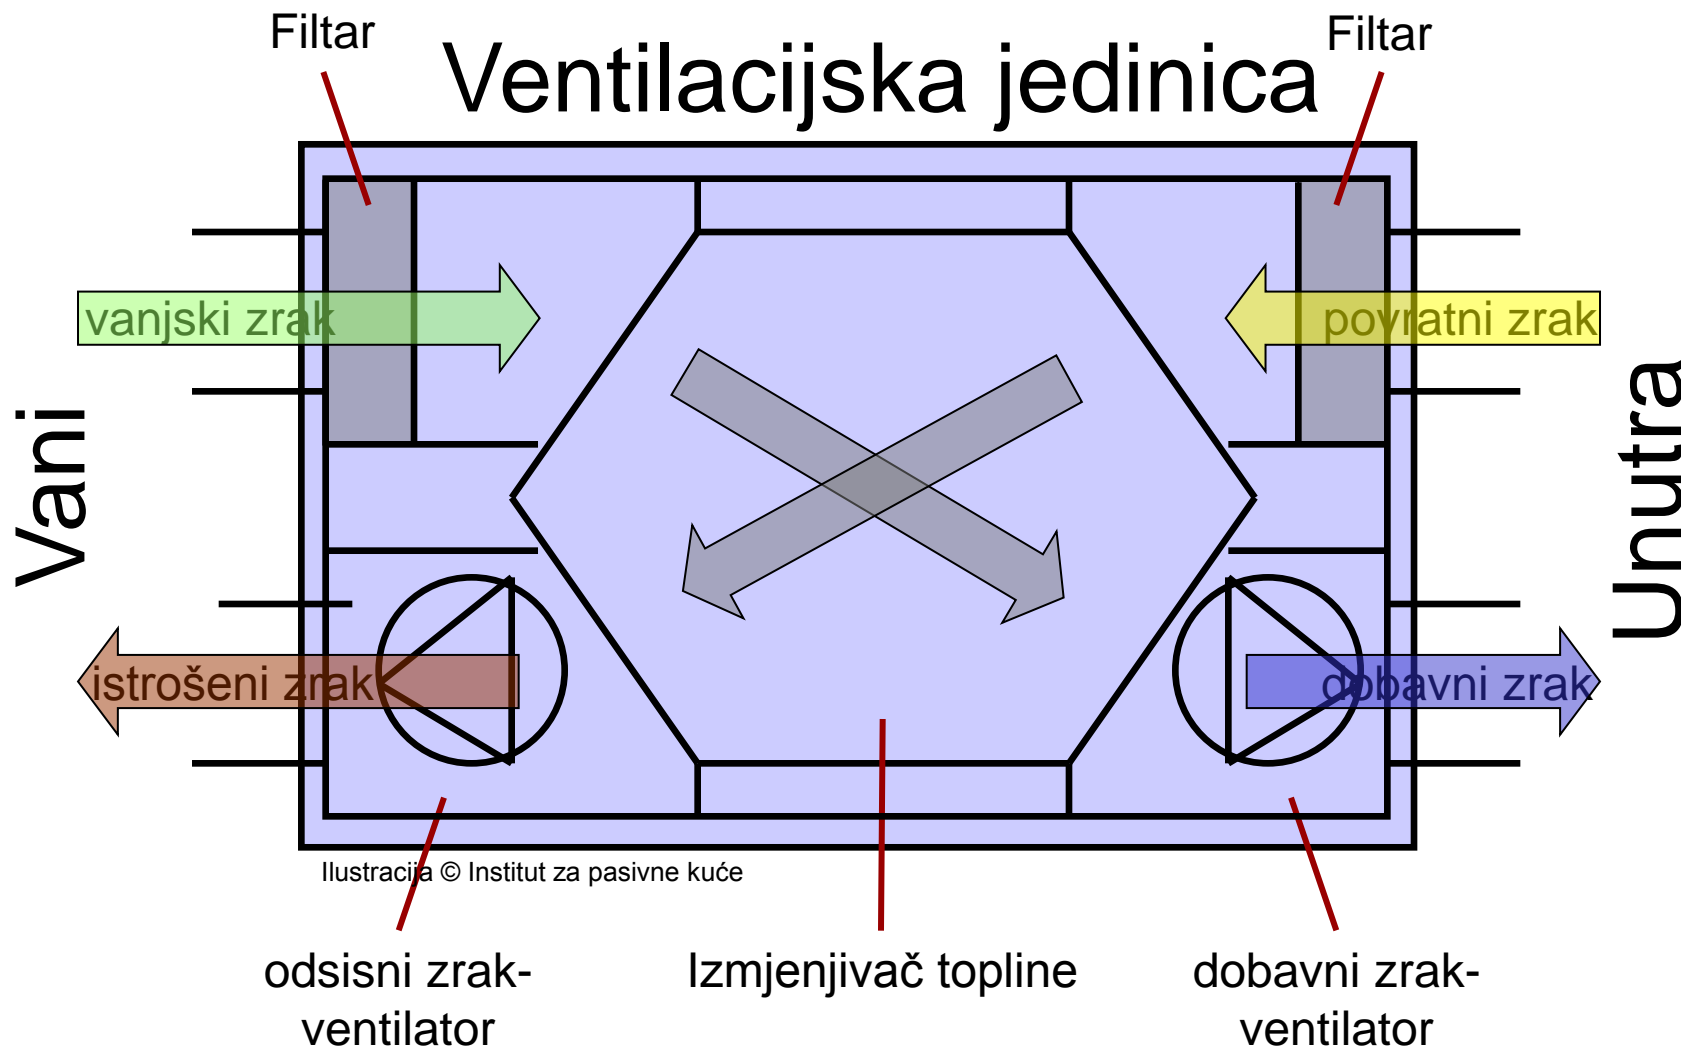 Filtar
Filtar
Ventilacijska jedinica
vanjski zrak
povratni zrak
Vani
Unutra
istrošeni zrak
dobavni zrak
Ilustracija © Institut za pasivne kuće
odsisni zrak-
ventilator
Izmjenjivač topline
dobavni zrak-
ventilator